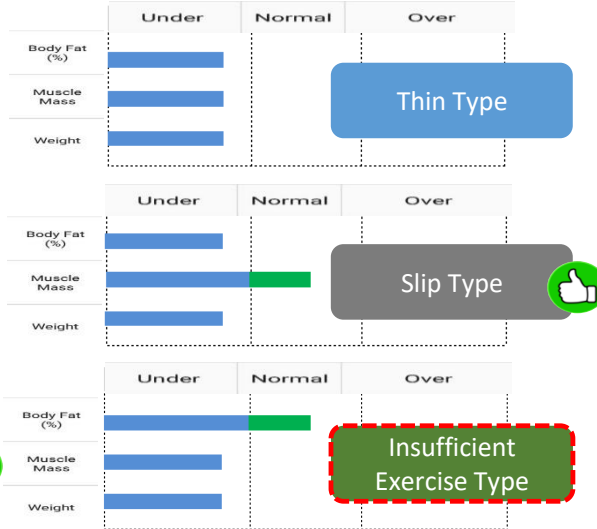 Under Normal Over
Body Fat
(%)
Muscle
Mass
Weight
Thin Type
Under Normal Over
Body Fat
(%)
Muscle
Mass
Weight
Slip Type
Under Normal Over
Body Fat
(%)
Muscle
Mass
Weight
Insufficient
Exercise Type